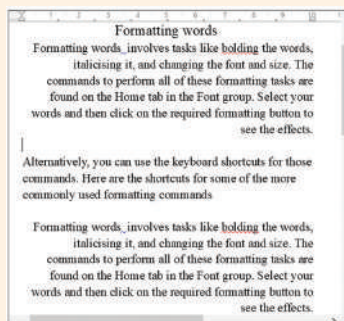 Formatting words
Formatting words_involves tasks like bolding the words,
italicising it, and changing the font and size. The
commands to perform all of these formatting tasks are
found on the Home tab in the Font group. Select your
words and then click on the required formatting button to
see the effects.
Alternatively, you can use the keyboard shortcuts for those
commands. Here are the shortcuts for some of the more
commonly used formatting commands
Formatting words_involves tasks like bolding the words,
italicising it, and changing the font and size. The
commands to perform all of these formatting tasks are
found on the Home tab in the Font group. Select your
words and then click on the required formatting button to
see the effects.